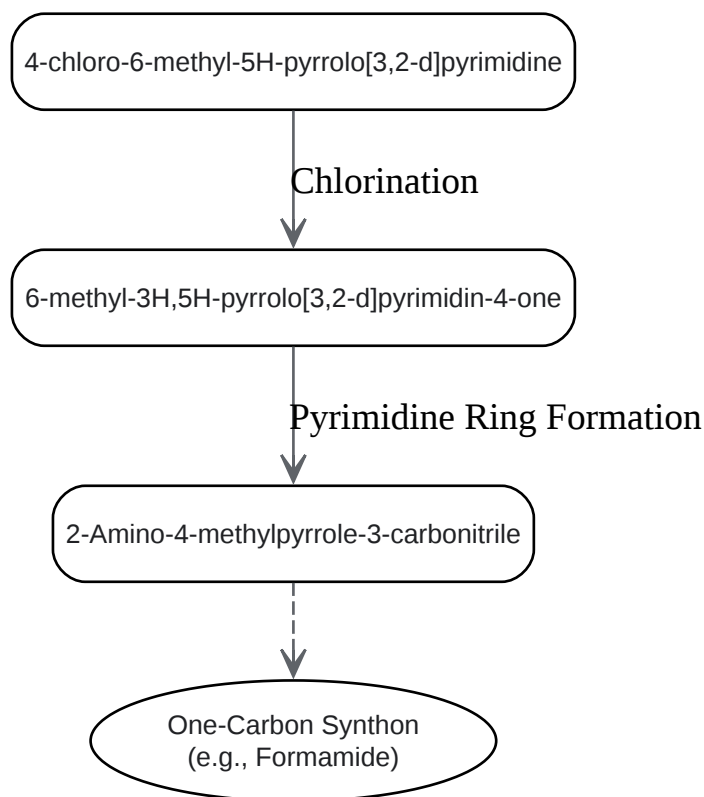 4-chloro-6-methyl-5H-pyrrolo[3,2-d]pyrimidine
Chlorination
6-methyl-3H,5H-pyrrolo[3,2-d]pyrimidin-4-one
Pyrimidine Ring Formation
2-Amino-4-methylpyrrole-3-carbonitrile
One-Carbon Synthon
(e.g., Formamide)